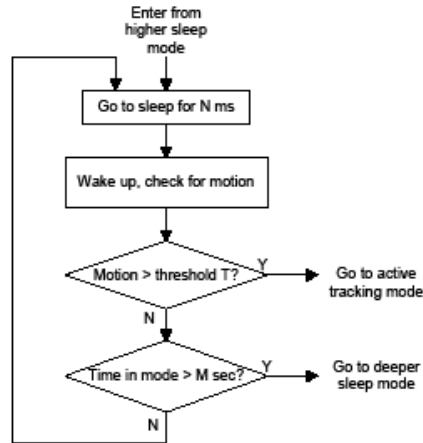 Enter from
higher sleep
mode
Go to sleep for N ms
Wake up, check for motion
Motion > threshold T?
Y
Go to active
tracking mode
N
Time in mode > M sec?
Y
Go to deeper
sleep mode
N